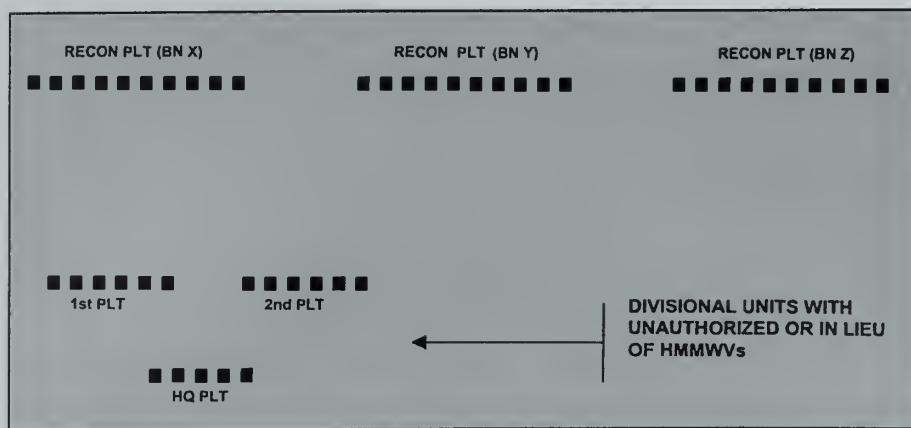 RECON PLT (BN X)
RECON PLT (BN Y)
RECON PLT (BN Z)
1st PLT
2nd PLT
DIVISIONAL UNITS WITH
UNAUTHORIZED OR IN LIEU
OF HMMWVs
HQ PLT